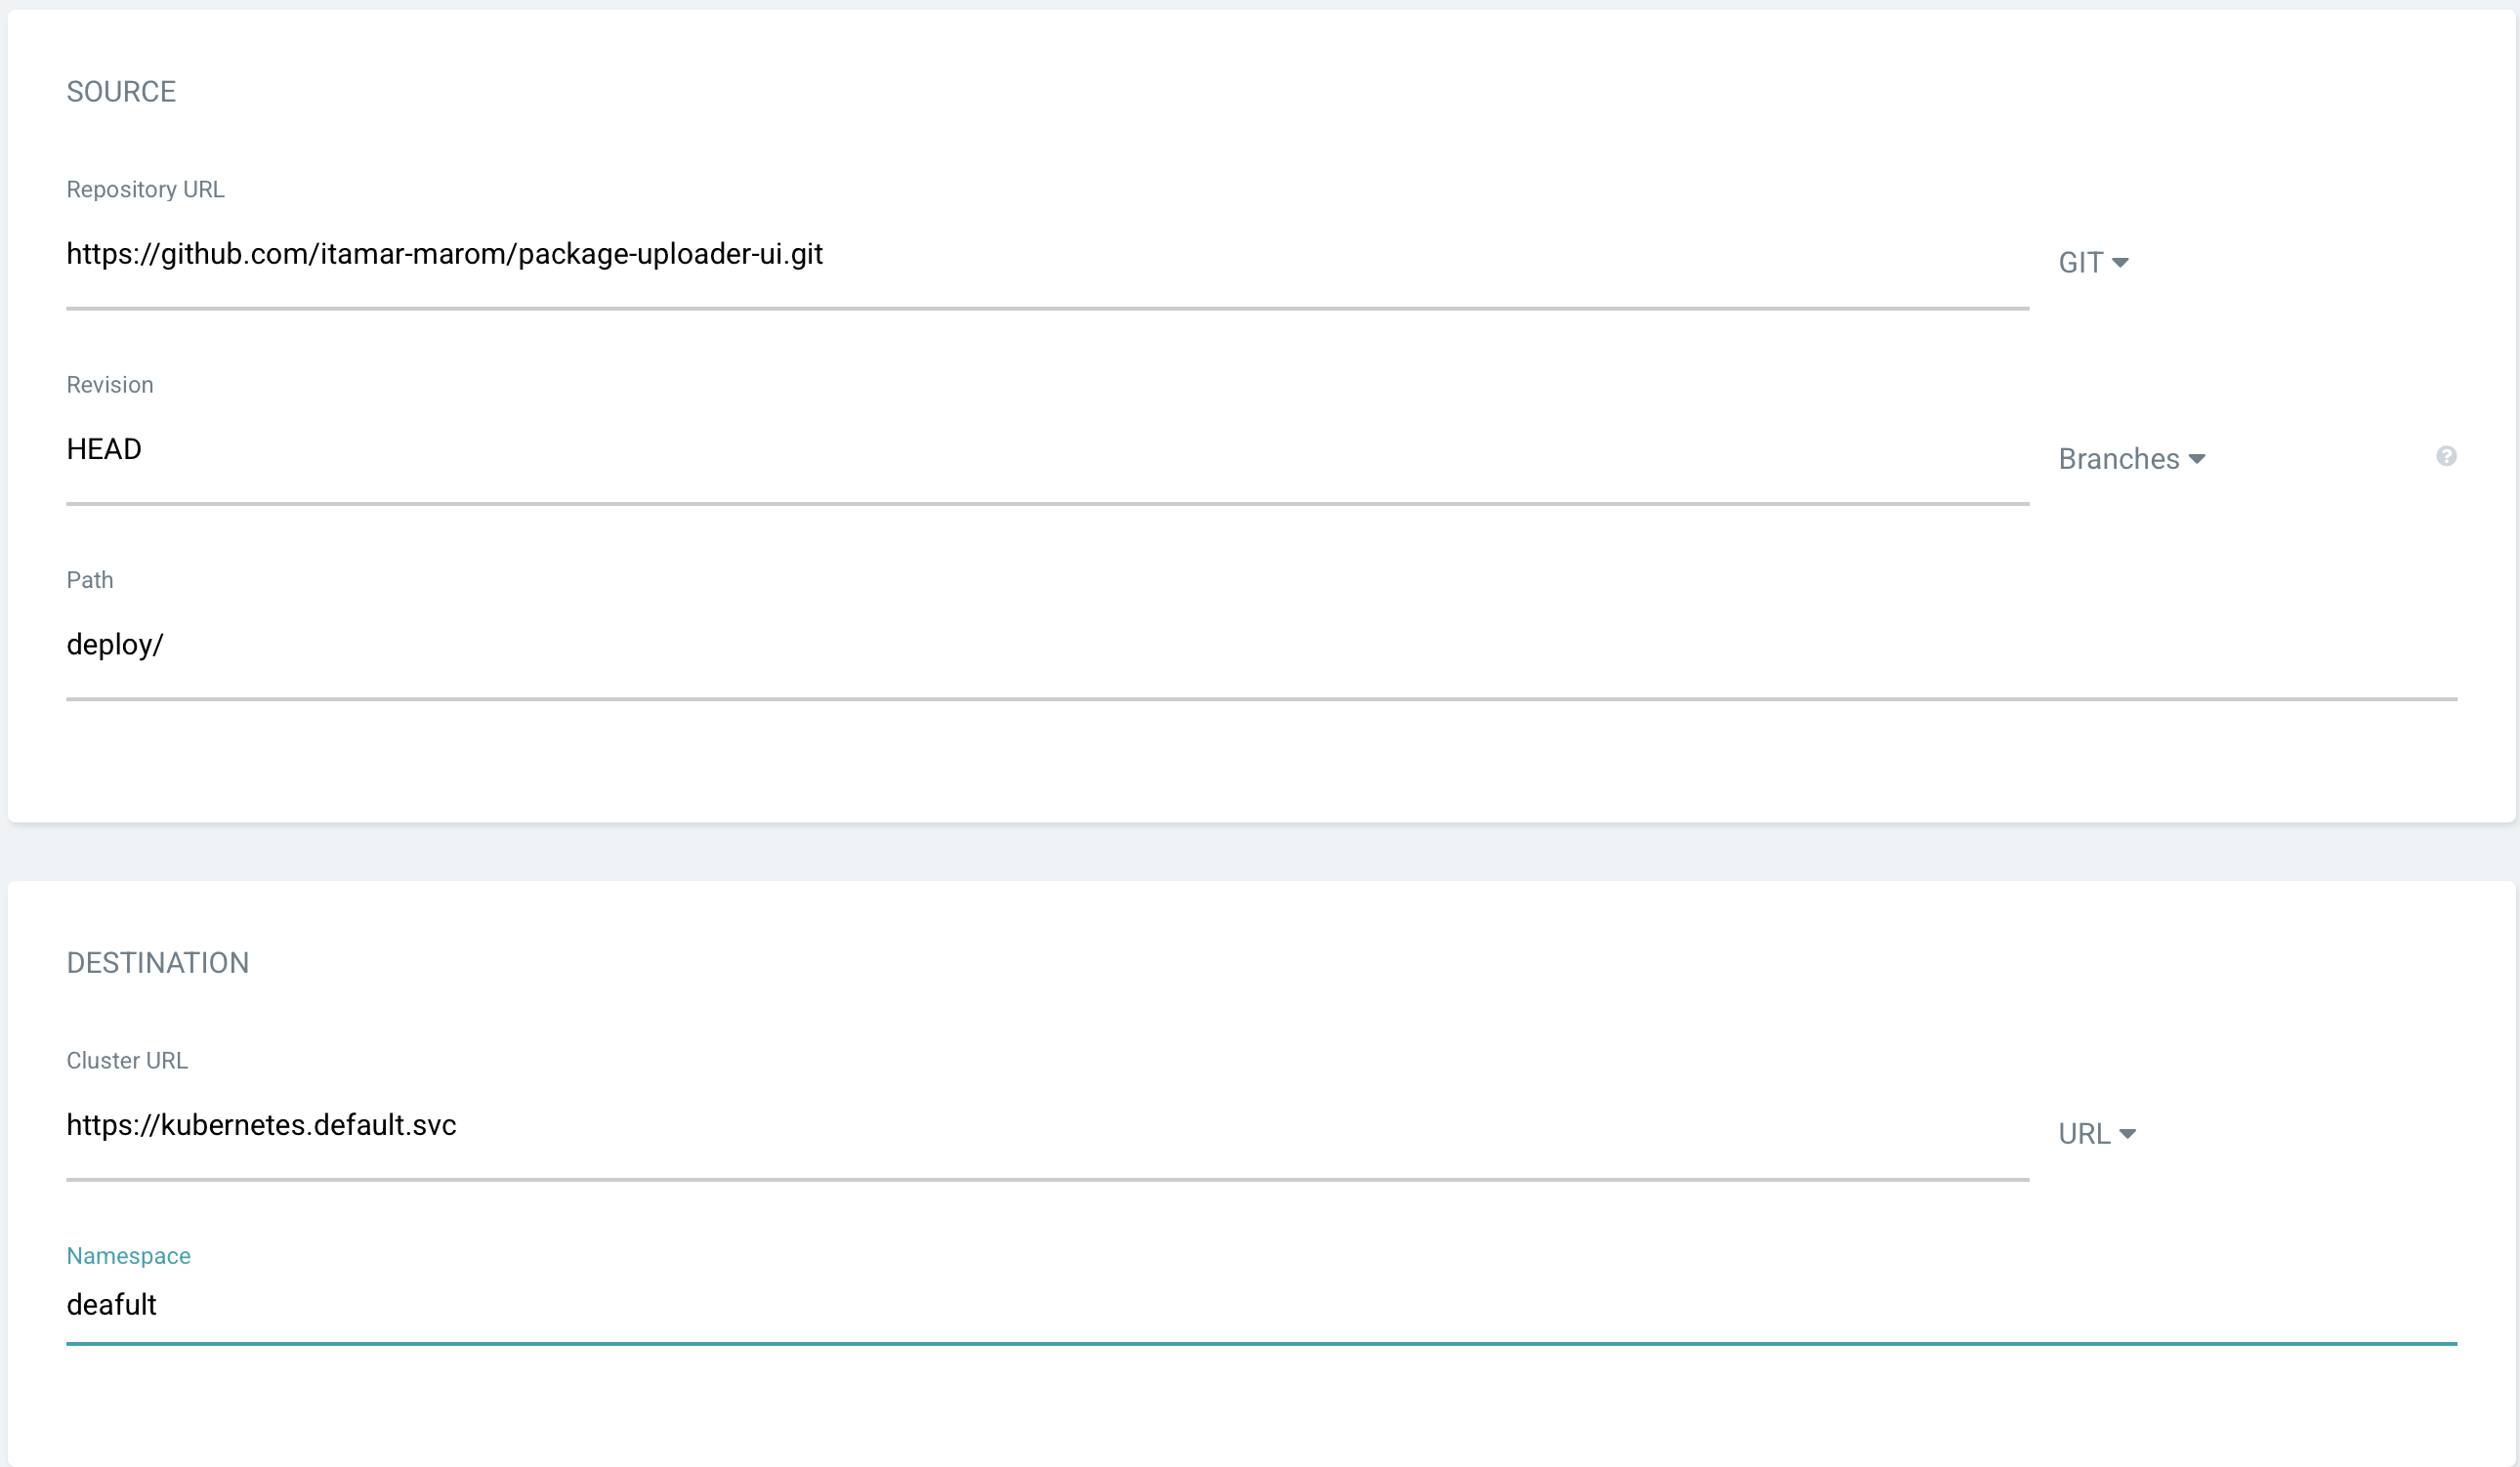 SOURCE
Repository URL
https://github.com/itamar-marom/package-uploader-ui.git
GIT
Revision
HEAD
Branches
?
Path
deploy/
DESTINATION
Cluster URL
https://kubernetes.default.svc
URL
Namespace
deafult